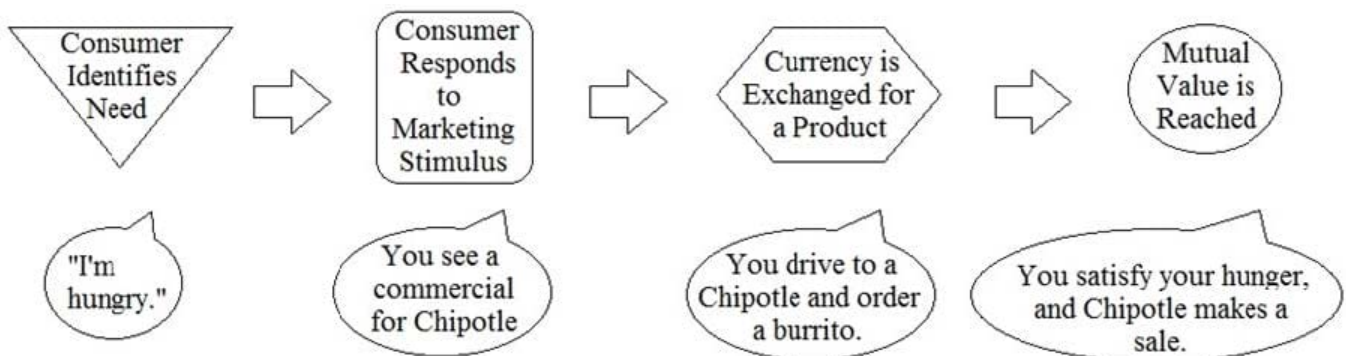 Consumer
Identifies
Need
Consumer
Responds
to
Marketing
Stimulus
Currency is
Exchanged for
a Product
Mutual
Value is
Reached
"I'm
hungry."
You see a
commercial
for Chipotle
You drive to a
Chipotle and order
a burrito.
You satisfy your hunger,
and Chipotle makes a
sale.